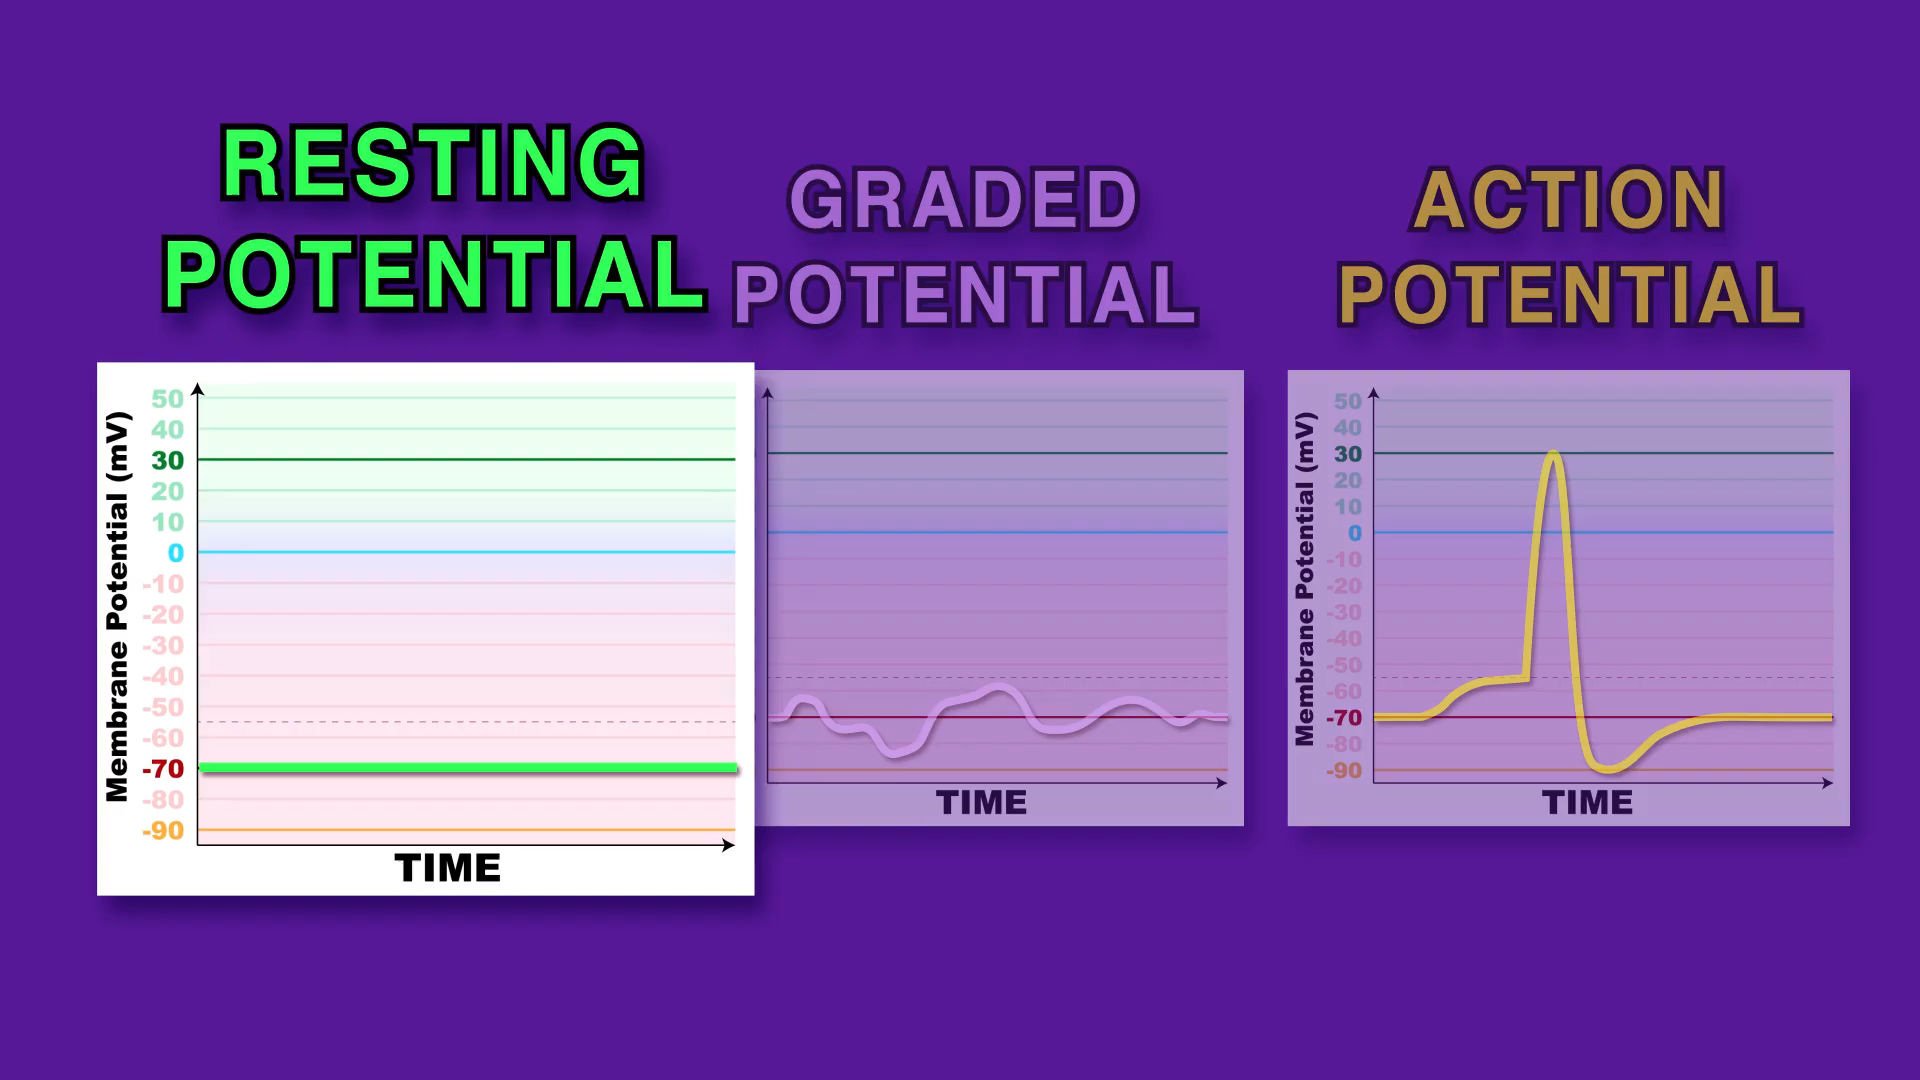 RESTING
POTENTIAL
GRADED
POTENTIAL
ACTION
POTENTIAL
Membrane Potential (mV)
50
40
30
20
10
0
-10
-20
-30
-40
-50
-60
-70
-80
-90
TIME
TIME
Membrane Potential (mV)
50
40
30
20
10
0
-10
-20
-30
-40
-50
-60
-70
-80
-90
TIME